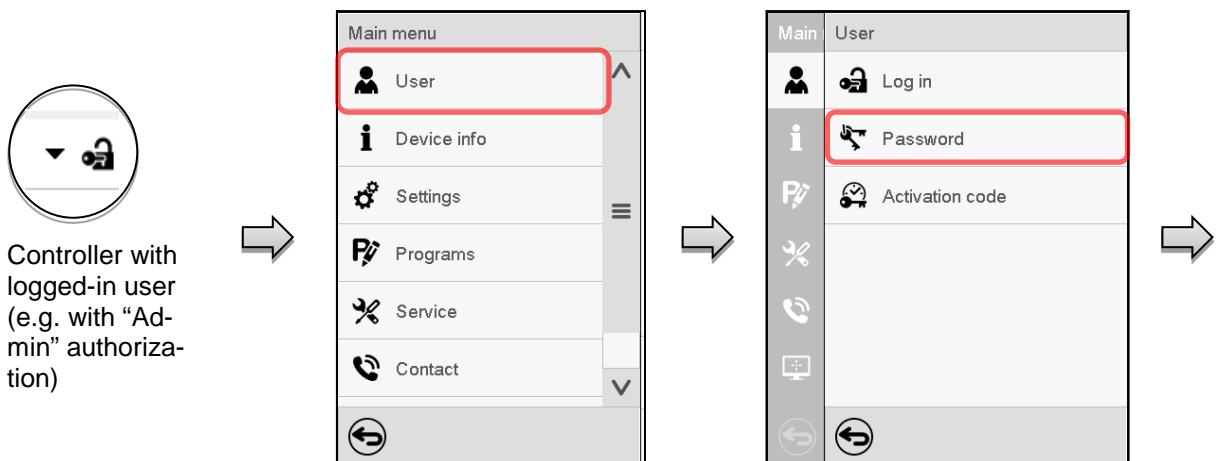 Controller with
logged-in user
(e.g. with “Ad-
min” authoriza-
tion)
Main menu
User
Device info
Settings
Programs
Service
Contact
Main
User
Log in
Password
Activation code